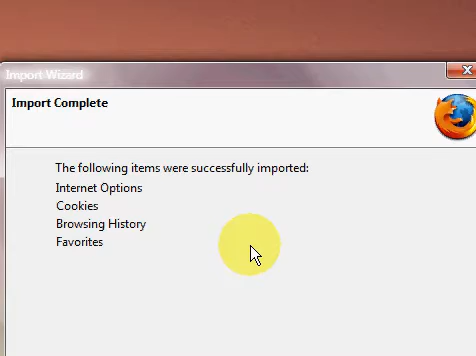 Import Wizard
Import Complete
The following items were successfully imported:
Internet Options
Cookies
Browsing History
Favorites